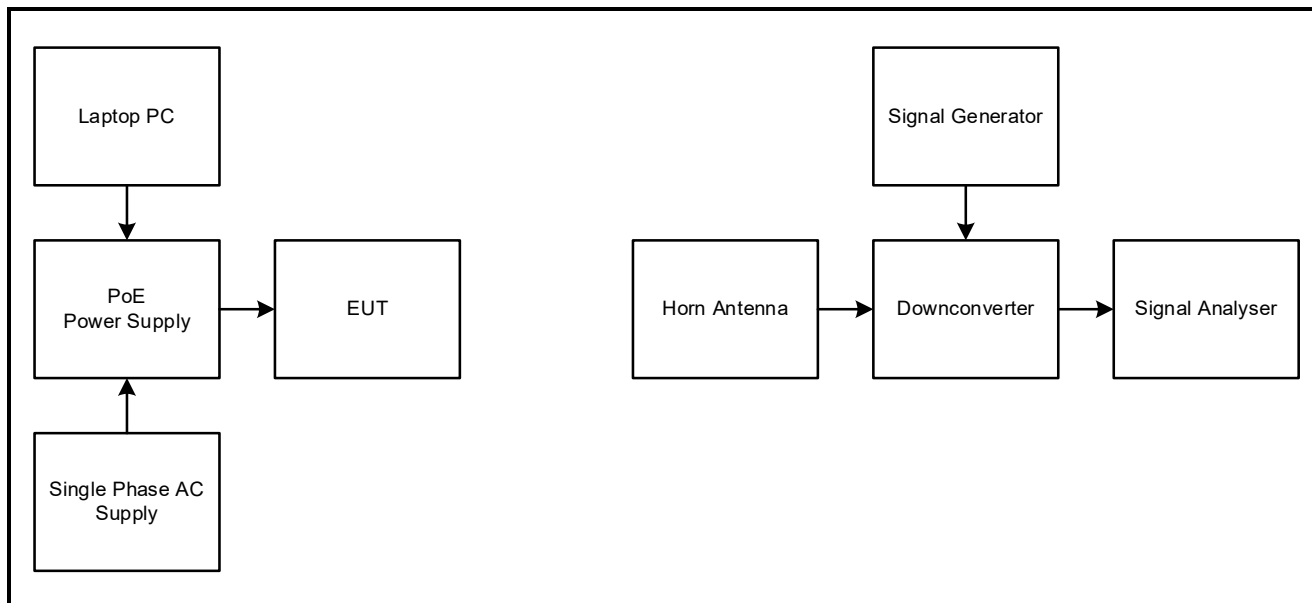 Laptop PC
Signal Generator
PoE
Power Supply
EUT
Horn Antenna
Downconverter
Signal Analyser
Single Phase AC
Supply